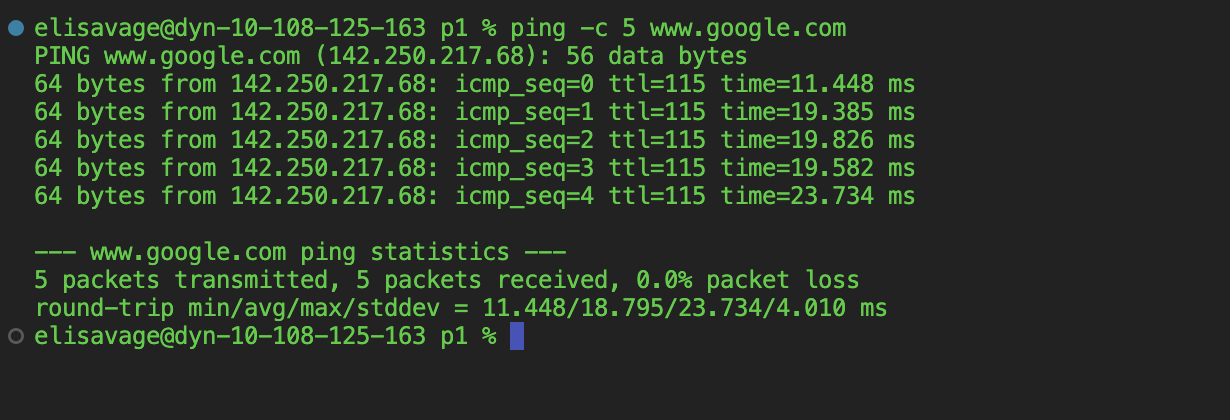 elisavage@dyn-10-108-125-163 p1 % ping -c 5 www.google.com
PING www.google.com (142.250.217.68): 56 data bytes
64 bytes from 142.250.217.68: icmp_seq=0 ttl=115 time=11.448 ms
64 bytes from 142.250.217.68: icmp_seq=1 ttl=115 time=19.385 ms
64 bytes from 142.250.217.68: icmp_seq=2 ttl=115 time=19.826 ms
64 bytes from 142.250.217.68: icmp_seq=3 ttl=115 time=19.582 ms
64 bytes from 142.250.217.68: icmp_seq=4 ttl=115 time=23.734 ms
--- www.google.com ping statistics ---
5 packets transmitted, 5 packets received, 0.0% packet loss
round-trip min/avg/max/stddev = 11.448/18.795/23.734/4.010 ms
elisavage@dyn-10-108-125-163 p1 %